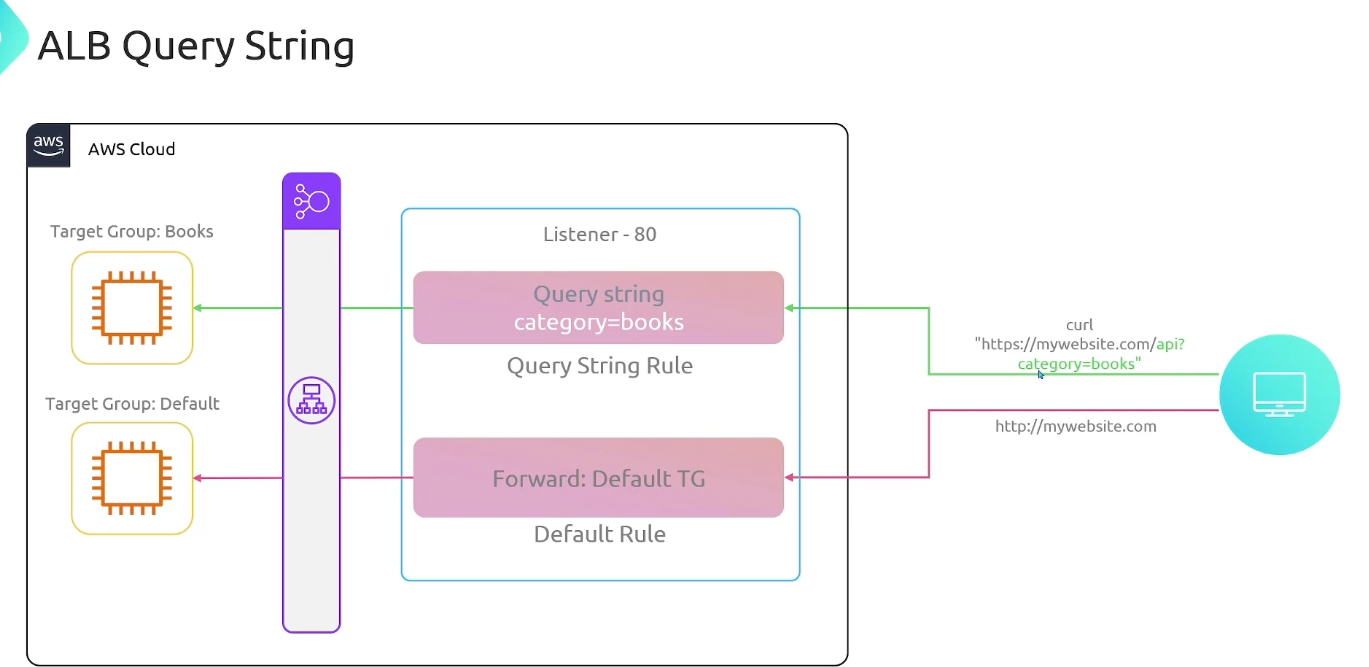 ALB Query String
aws
AWS Cloud
Target Group: Books
Listener - 80
Query string
category=books
Query String Rule
curl
"https://mywebsite.com/api?
category=books"
Target Group: Default
http://mywebsite.com
Forward: Default TG
Default Rule